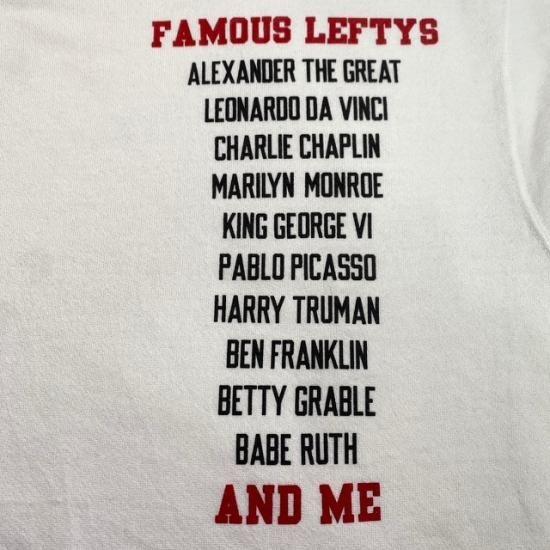 FAMOUS LEFTYS
ALEXANDER THE GREAT
LEONARDO DA VINCI
CHARLIE CHAPLIN
MARILYN MONROE
KING GEORGE VI
PABLO PICASSO
HARRY TRUMAN
BEN FRANKLIN
BETTY GRABLE
BABE RUTH
AND ME